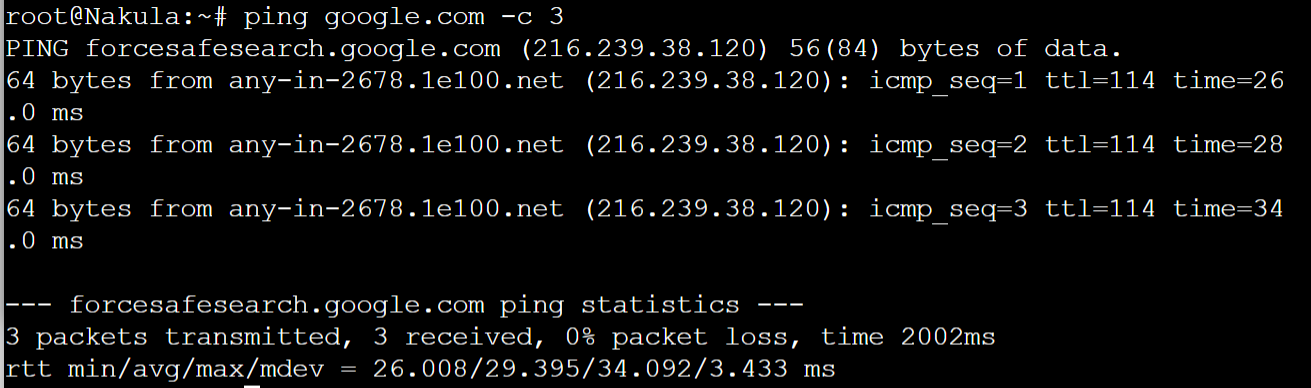 root@Nakula:~# ping google.com -c 3
PING forcesafesearch.google.com (216.239.38.120) 56(84) bytes of data.
64 bytes from any-in-2678.1e100.net (216.239.38.120): icmp_seq=1 ttl=114 time=26
.0 ms
64 bytes from any-in-2678.1e100.net (216.239.38.120): icmp_seq=2 ttl=114 time=28
.0 ms
64 bytes from any-in-2678.1e100.net (216.239.38.120): icmp_seq=3 ttl=114 time=34
.0 ms
--- forcesafesearch.google.com ping statistics ---
3 packets transmitted, 3 received, 0% packet loss, time 2002ms
rtt min/avg/max/mdev = 26.008/29.395/34.092/3.433 ms